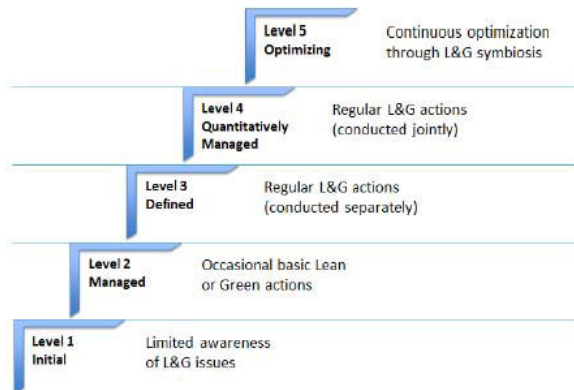 Level 5
Optimizing
Continuous optimization
through L&G symbiosis
Level 4
Quantitatively
Managed
Regular L&G actions
(conducted jointly)
Level 3
Defined
Regular L&G actions
(conducted separately)
Level 2
Managed
Occasional basic Lean
or Green actions
Level 1
Initial
Limited awareness
of L&G issues